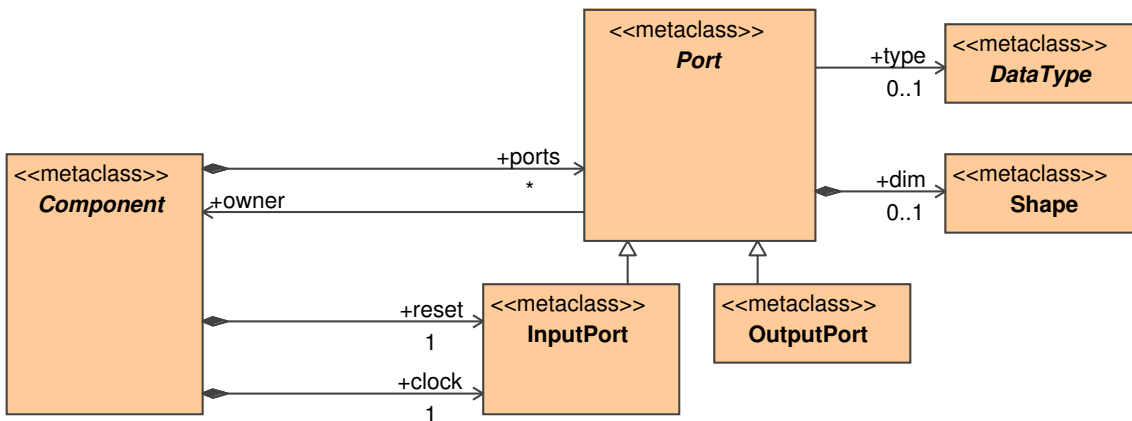 <<metaclass>>
Port
+type
0..1
<<metaclass>>
DataType
<<metaclass>>
Component
+ports
*
+owner
+dim
0..1
<<metaclass>>
Shape
+reset
1
+clock
1
<<metaclass>>
InputPort
<<metaclass>>
OutputPort